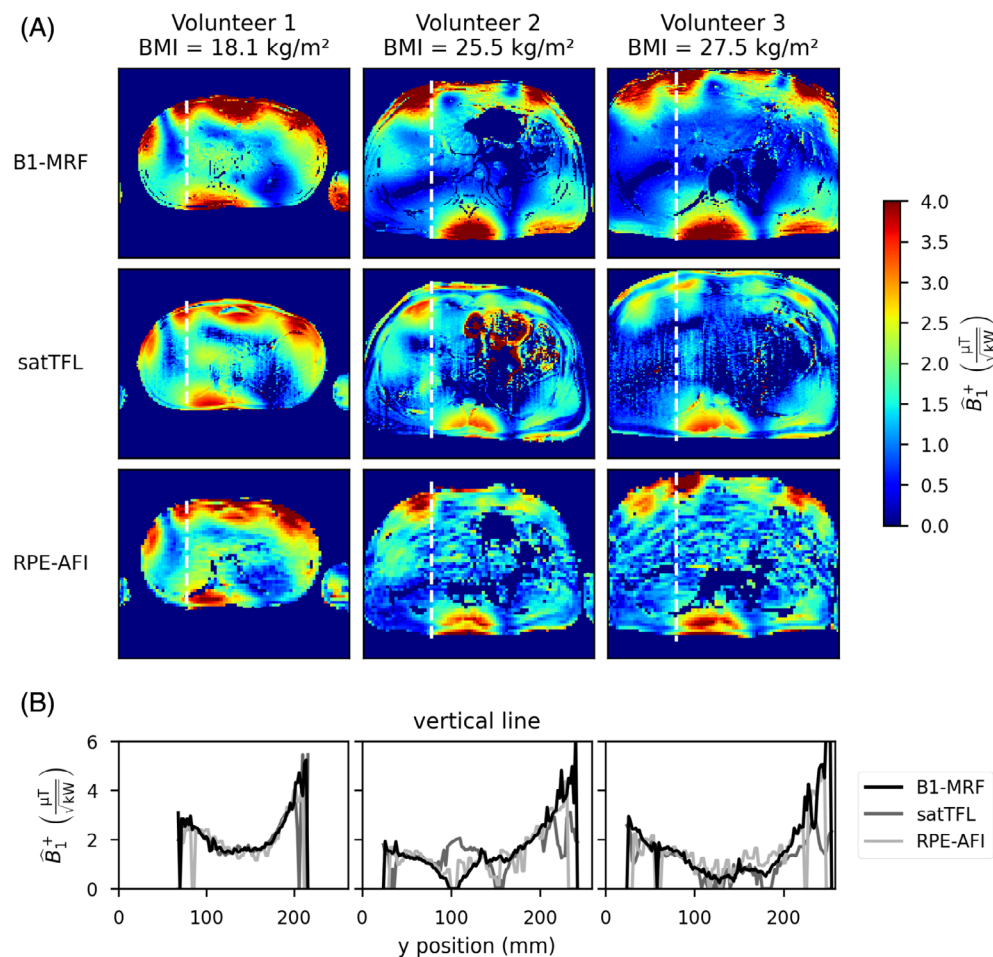 (A)
Volunteer 1
BMI = 18.1 kg/m²
Volunteer 2
BMI = 25.5 kg/m²
Volunteer 3
BMI = 27.5 kg/m²
B1-MRF
satTFL
RPE-AFI
4.0
3.5
3.0
2.5
2.0
1.5
1.0
0.5
0.0
B̂₁⁺ (μT/√kW)
(B)
vertical line
B̂₁⁺ (μT/√kW)
6
4
2
0
0 100 200
0 100 200
0 100 200
y position (mm)
B1-MRF
satTFL
RPE-AFI